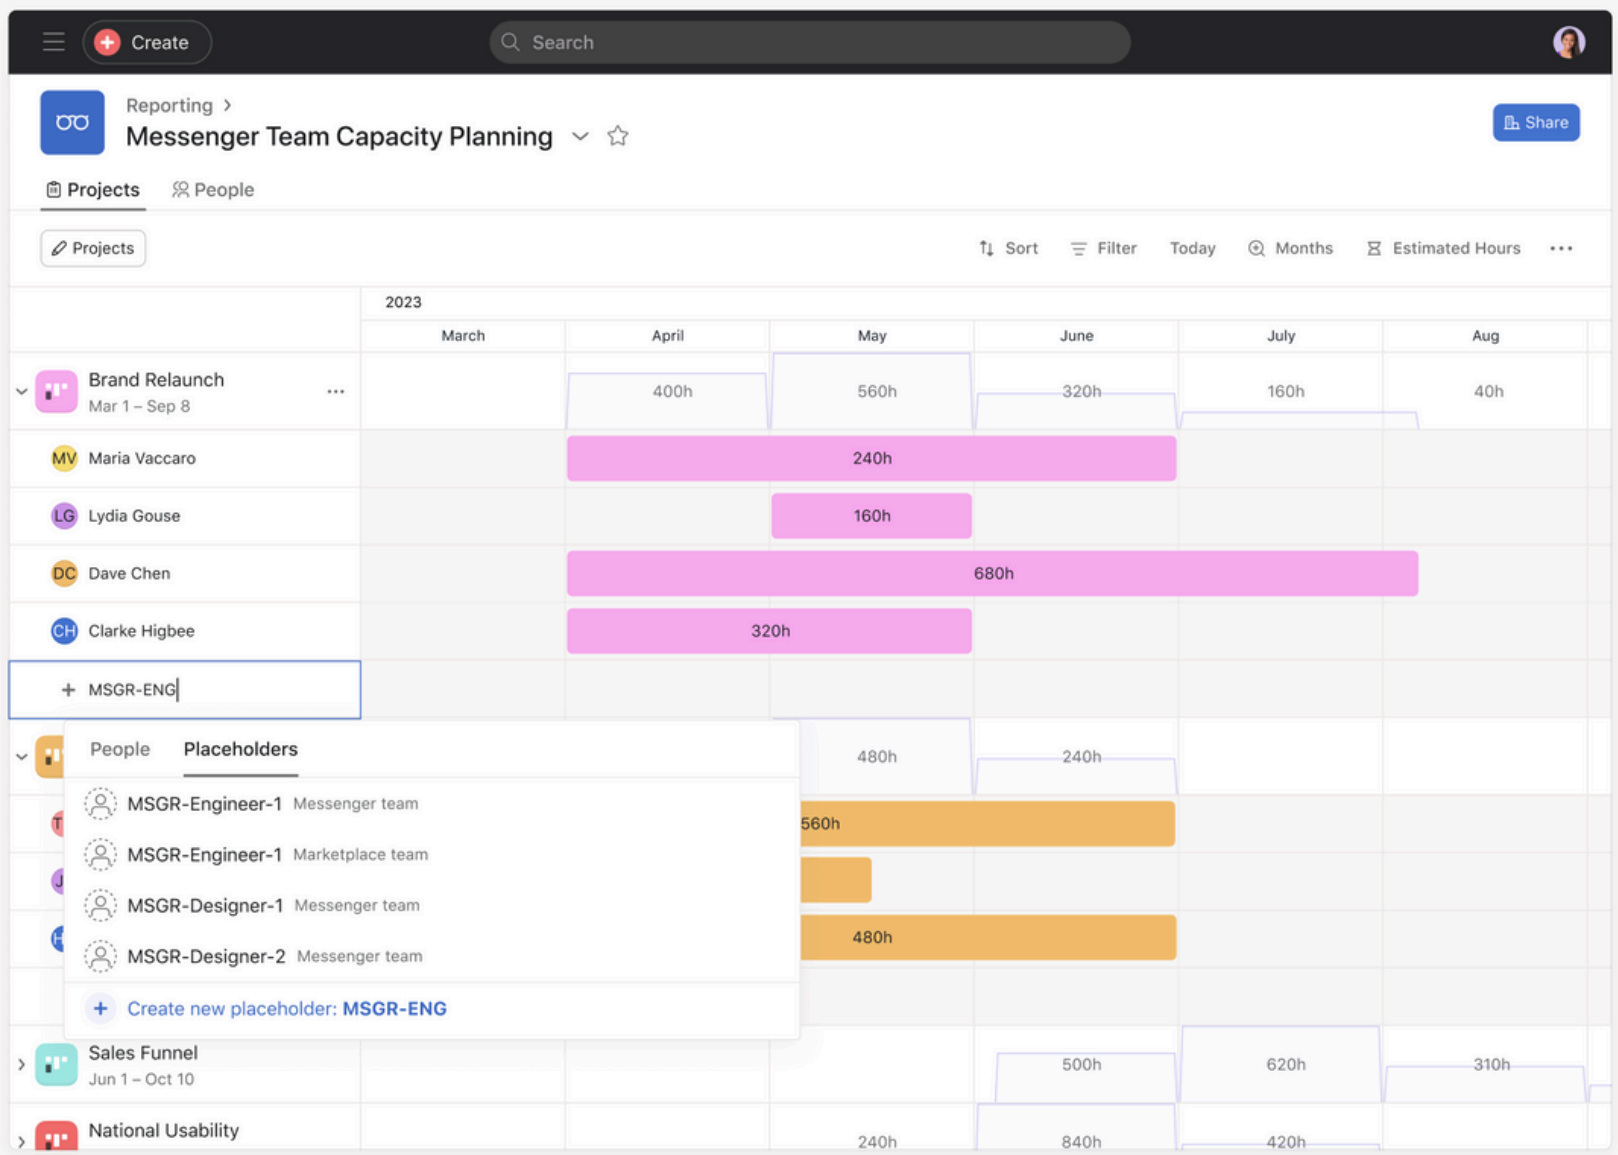 Create
Search
Reporting
Messenger Team Capacity Planning
Share
Projects People
Projects
Sort Filter Today Months Estimated Hours
2023
March April May June July Aug
Brand Relaunch
Mar 1 – Sep 8
400h 560h 320h 160h 40h
MV Maria Vaccaro 240h
LG Lydia Gouse 160h
DC Dave Chen 680h
CH Clarke Higbee 320h
+ MSGR-ENG
People Placeholders
480h 240h
MSGR-Engineer-1 Messenger team
560h
MSGR-Engineer-1 Marketplace team
MSGR-Designer-1 Messenger team
480h
MSGR-Designer-2 Messenger team
+ Create new placeholder: MSGR-ENG
Sales Funnel
Jun 1 – Oct 10
500h 620h 310h
National Usability
240h 840h 420h